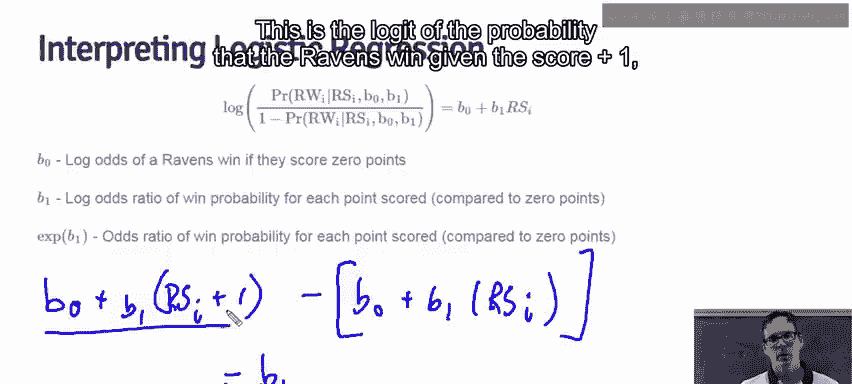 This is the logit of the probability
Interpreting Logistic Regression
that the Ravens win given the score + 1,
log( Pr(RWᵢ|RSᵢ, b₀, b₁) / 1 − Pr(RWᵢ|RSᵢ, b₀, b₁) ) = b₀ + b₁RSᵢ
b₀ - Log odds of a Ravens win if they score zero points
b₁ - Log odds ratio of win probability for each point scored (compared to zero points)
exp(b₁) - Odds ratio of win probability for each point scored (compared to zero points)
b₀ + b₁ (RSᵢ + 1) − [b₀ + b₁ (RSᵢ)]
= b₁